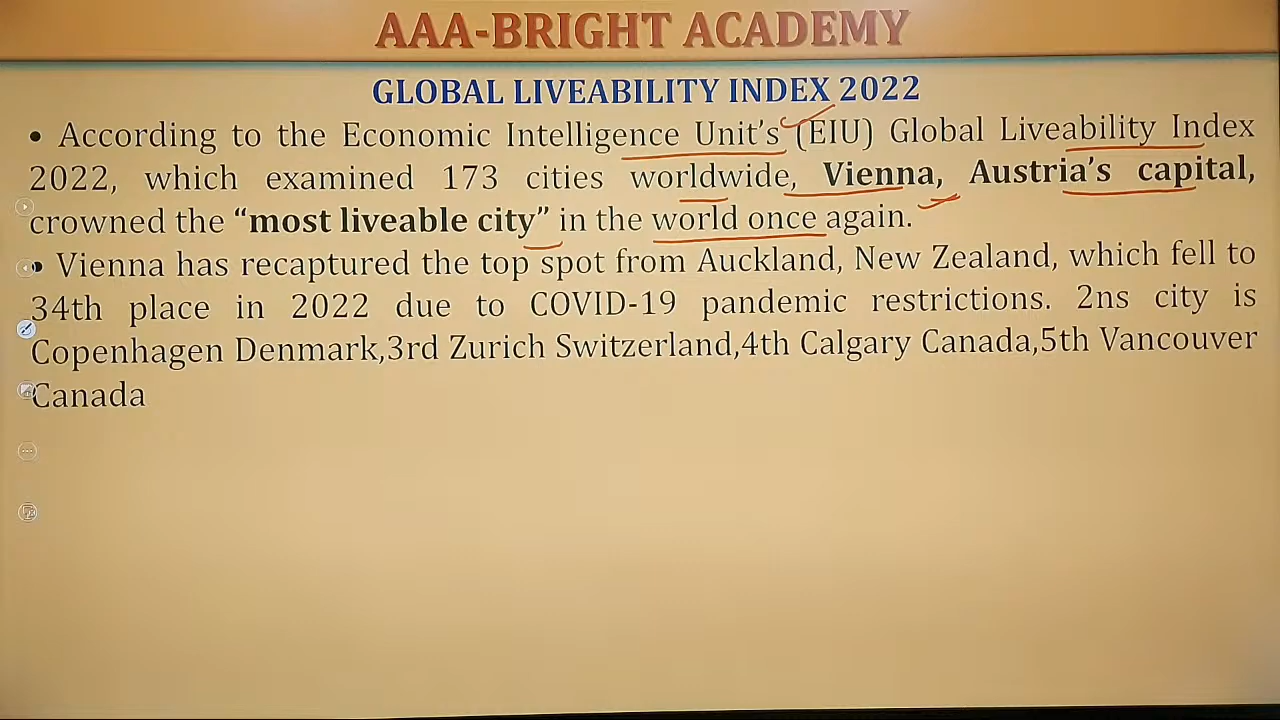 AAA-BRIGHT ACADEMY
GLOBAL LIVEABILITY INDEX 2022
• According to the Economic Intelligence Unit's (EIU) Global Liveability Index
2022, which examined 173 cities worldwide, Vienna, Austria's capital,
crowned the “most liveable city” in the world once again.
• Vienna has recaptured the top spot from Auckland, New Zealand, which fell to
34th place in 2022 due to COVID-19 pandemic restrictions. 2ns city is
Copenhagen Denmark,3rd Zurich Switzerland,4th Calgary Canada,5th Vancouver
Canada